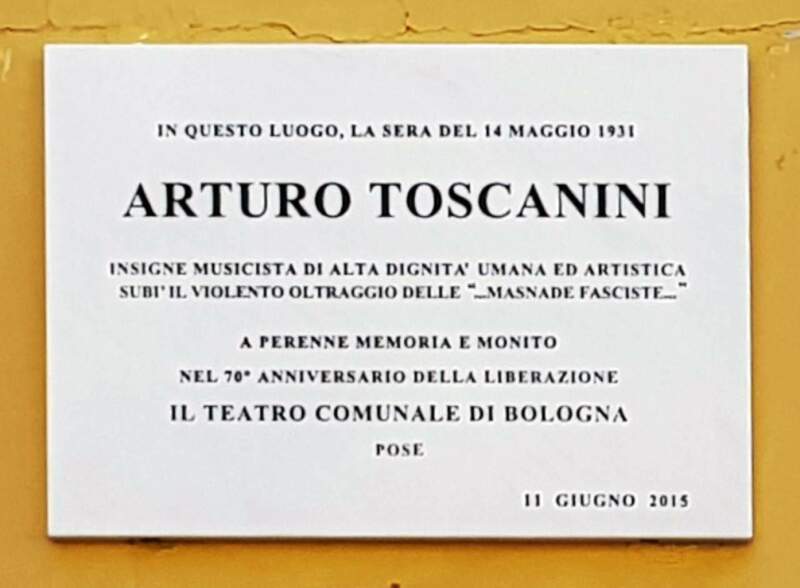 IN QUESTO LUOGO, LA SERA DEL 14 MAGGIO 1931
ARTURO TOSCANINI
INSIGNE MUSICISTA DI ALTA DIGNITA' UMANA ED ARTISTICA
SUBI' IL VIOLENTO OLTRAGGIO DELLE “...MASNADE FASCISTE...”
A PERENNE MEMORIA E MONITO
NEL 70° ANNIVERSARIO DELLA LIBERAZIONE
IL TEATRO COMUNALE DI BOLOGNA
POSE
11 GIUGNO 2015